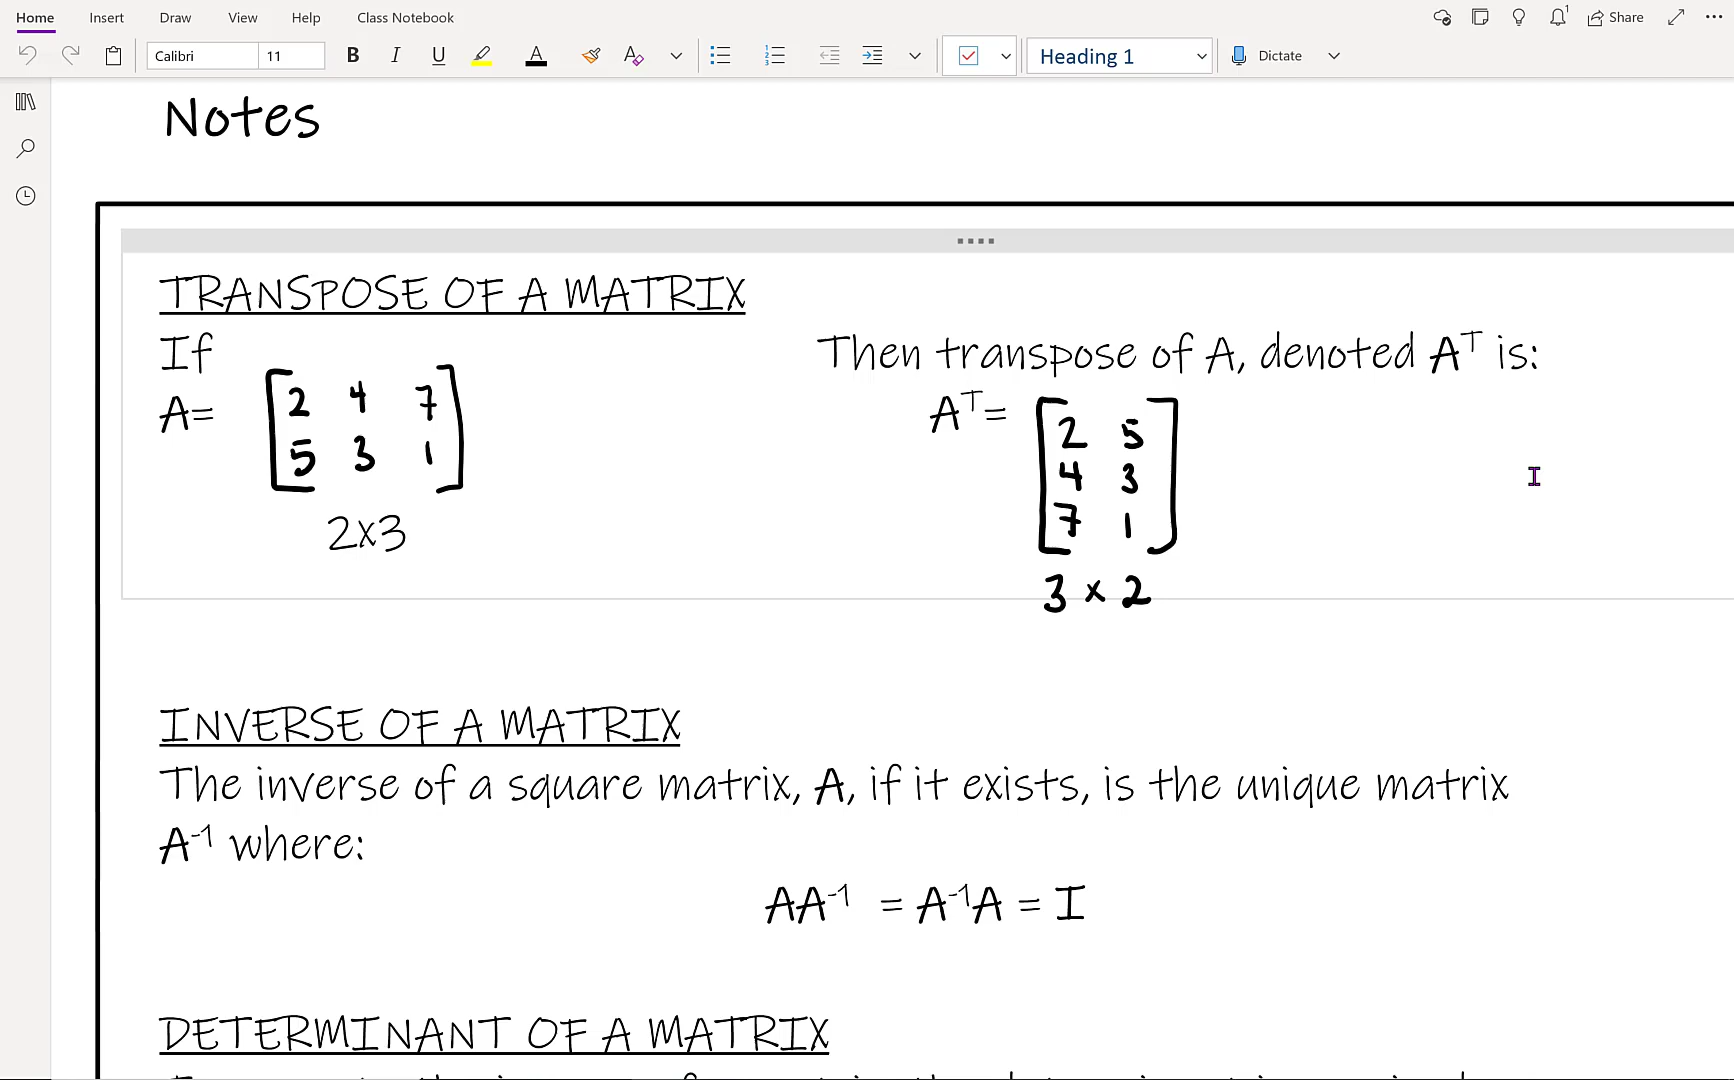 Home Insert Draw View Help Class Notebook
1 Share
Calibri 11 B I U A A Heading 1 Dictate
Notes
TRANSPOSE OF A MATRIX
If
A= [2 4 7
5 3 1]
2x3
Then transpose of A, denoted Aᵀ is:
Aᵀ= [2 5
4 3
7 1]
3 x 2
INVERSE OF A MATRIX
The inverse of a square matrix, A, if it exists, is the unique matrix
A⁻¹ where:
AA⁻¹ = A⁻¹A = I
DETERMINANT OF A MATRIX